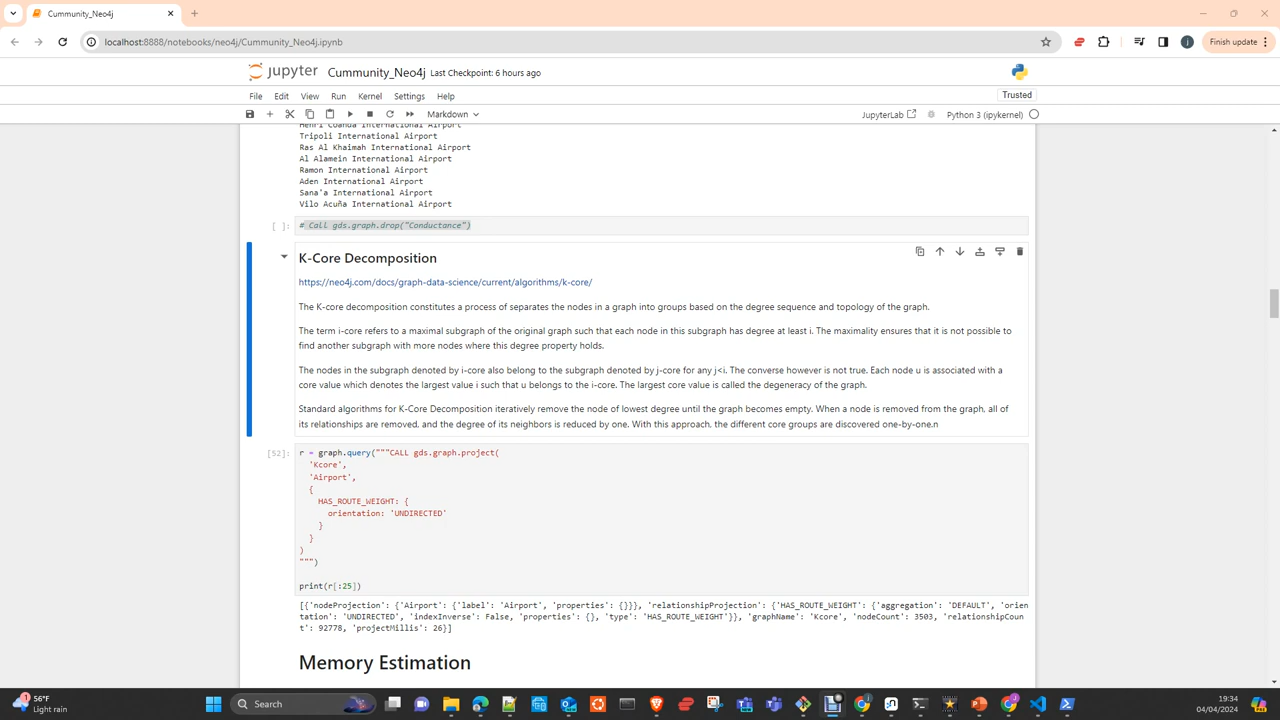 Cummunity_Neo4j
localhost:8888/notebooks/neo4j/Cummunity_Neo4j.ipynb
j
Finish update
jupyter
Cummunity_Neo4j Last Checkpoint: 6 hours ago
File Edit View Run Kernel Settings Help
Trusted
Markdown
JupyterLab
Python 3 (ipykernel)
Henri Coanda International Airport
Tripoli International Airport
Ras Al Khaimah International Airport
Al Alamein International Airport
Ramon International Airport
Aden International Airport
Sana'a International Airport
Vilo Acuña International Airport
[ ]: # Call gds.graph.drop("Conductance")
K-Core Decomposition
https://neo4j.com/docs/graph-data-science/current/algorithms/k-core/
The K-core decomposition constitutes a process of separates the nodes in a graph into groups based on the degree sequence and topology of the graph.
The term i-core refers to a maximal subgraph of the original graph such that each node in this subgraph has degree at least i. The maximality ensures that it is not possible to
find another subgraph with more nodes where this degree property holds.
The nodes in the subgraph denoted by i-core also belong to the subgraph denoted by j-core for any j<i. The converse however is not true. Each node u is associated with a
core value which denotes the largest value i such that u belongs to the i-core. The largest core value is called the degeneracy of the graph.
Standard algorithms for K-Core Decomposition iteratively remove the node of lowest degree until the graph becomes empty. When a node is removed from the graph, all of
its relationships are removed, and the degree of its neighbors is reduced by one. With this approach, the different core groups are discovered one-by-one.n
[52]: r = graph.query("""CALL gds.graph.project(
'Kcore',
'Airport',
{
HAS_ROUTE_WEIGHT: {
orientation: 'UNDIRECTED'
}
}
)
""")
print(r[:25])
[{'nodeProjection': {'Airport': {'label': 'Airport', 'properties': {}}}, 'relationshipProjection': {'HAS_ROUTE_WEIGHT': {'aggregation': 'DEFAULT', 'orien
tation': 'UNDIRECTED', 'indexInverse': False, 'properties': {}, 'type': 'HAS_ROUTE_WEIGHT'}}, 'graphName': 'Kcore', 'nodeCount': 3503, 'relationshipCoun
t': 92778, 'projectMillis': 26}]
Memory Estimation
1
56°F
Light rain
Search
19:34
04/04/2024